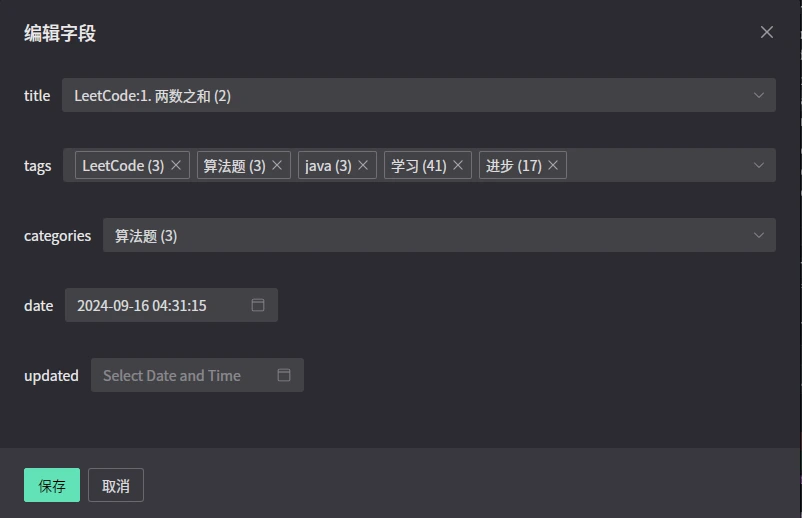 编辑字段
title LeetCode:1. 两数之和 (2)
tags LeetCode (3) 算法题 (3) java (3) 学习 (41) 进步 (17)
categories 算法题 (3)
date 2024-09-16 04:31:15
updated Select Date and Time
保存 取消